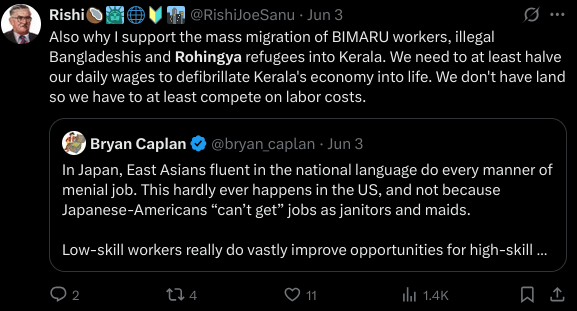 Rishi🥥🗽🌐🔰🏙️ @RishiJoeSanu · Jun 3
Also why I support the mass migration of BIMARU workers, illegal
Bangladeshis and Rohingya refugees into Kerala. We need to at least halve
our daily wages to defibrillate Kerala's economy into life. We don't have land
so we have to at least compete on labor costs.
Bryan Caplan @bryan_caplan · Jun 3
In Japan, East Asians fluent in the national language do every manner of
menial job. This hardly ever happens in the US, and not because
Japanese-Americans “can’t get” jobs as janitors and maids.
Low-skill workers really do vastly improve opportunities for high-skill ...
2 4 11 1.4K